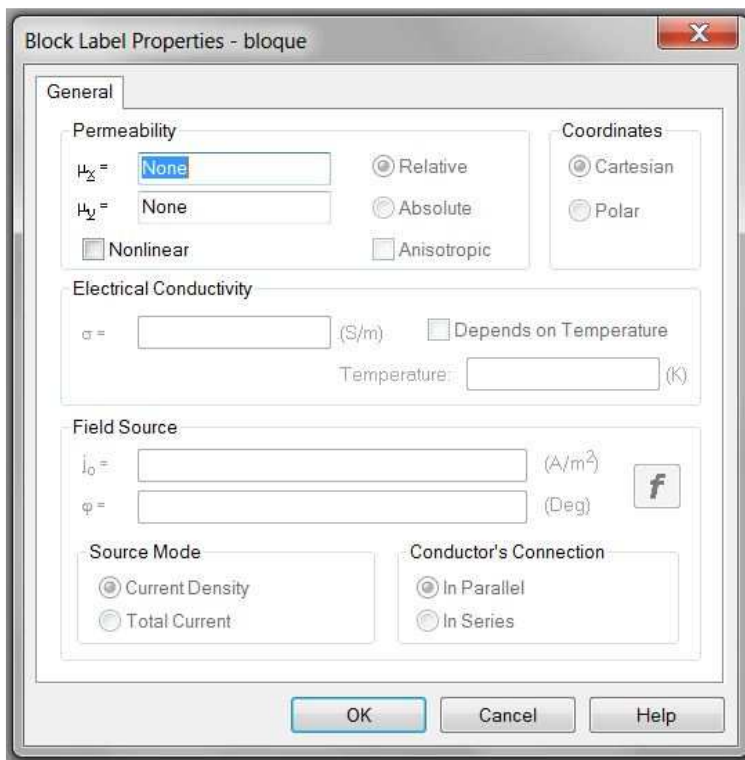 Block Label Properties - bloque
General
Permeability
μx = None
Relative
μy = None
Absolute
Nonlinear
Anisotropic
Coordinates
Cartesian
Polar
Electrical Conductivity
σ = (S/m)
Depends on Temperature
Temperature: (K)
Field Source
j₀ = (A/m²)
φ = (Deg)
f
Source Mode
Current Density
Total Current
Conductor's Connection
In Parallel
In Series
OK
Cancel
Help